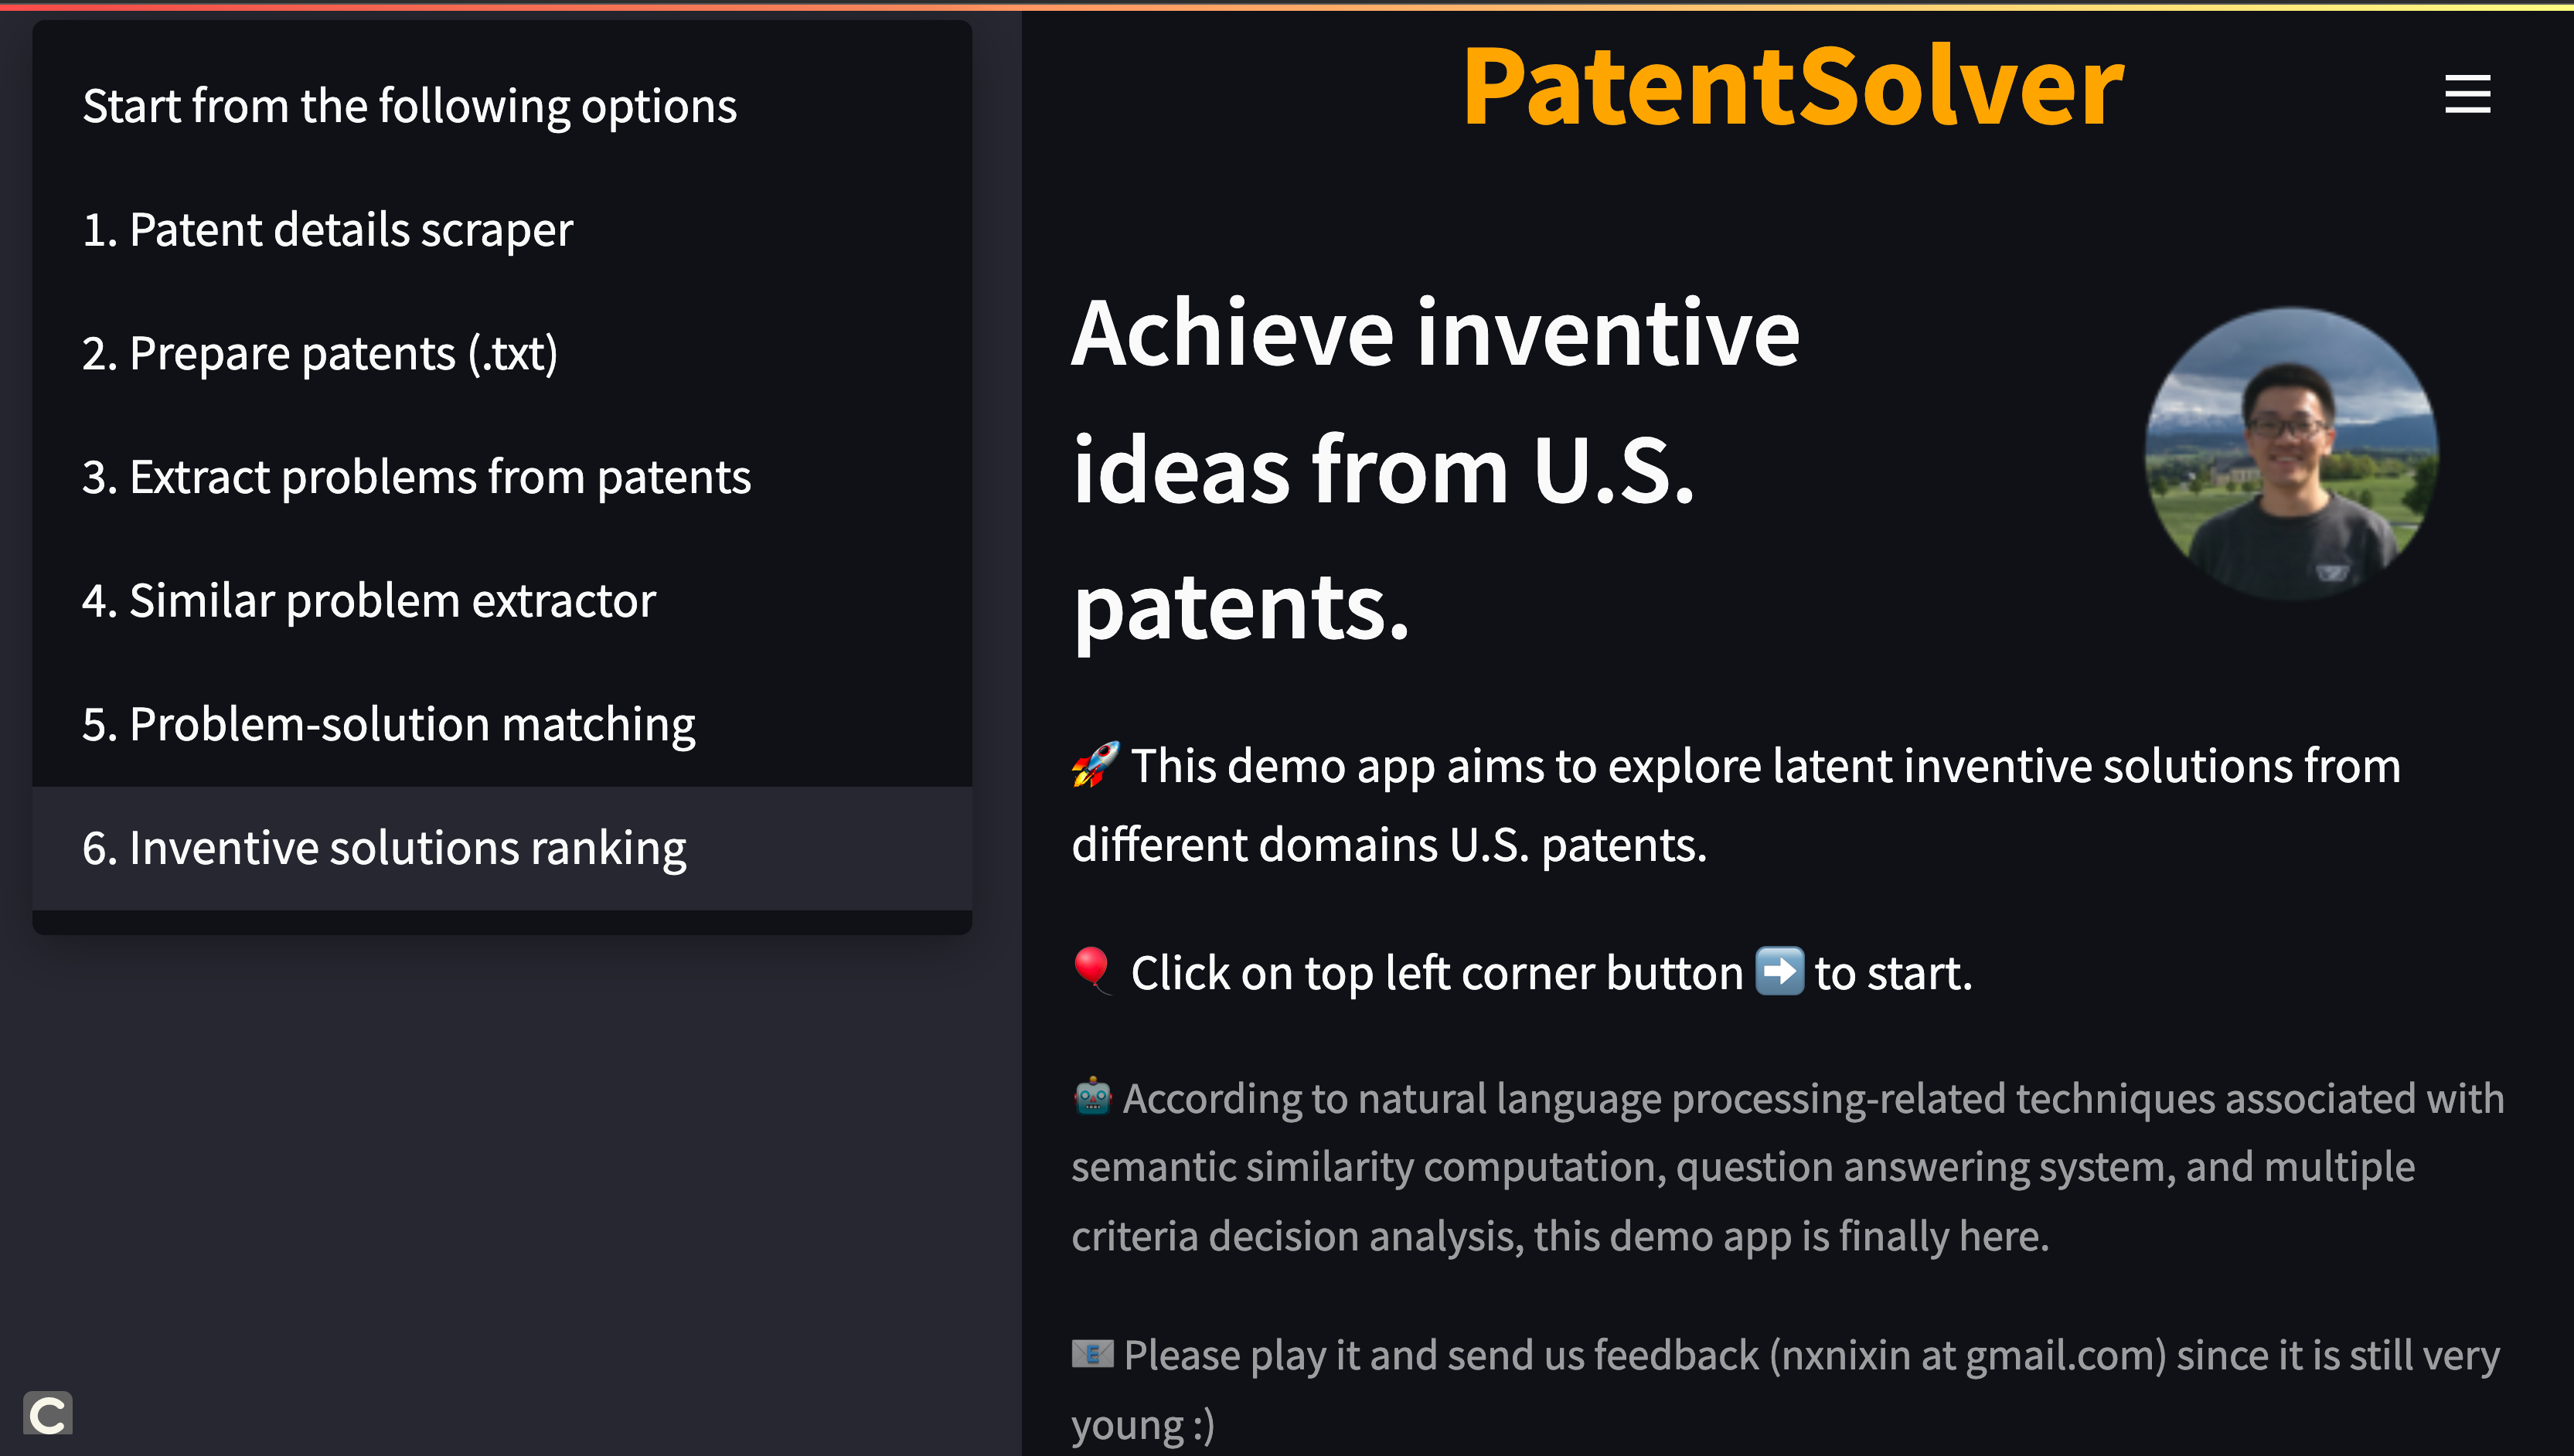 Start from the following options
1. Patent details scraper
2. Prepare patents (.txt)
3. Extract problems from patents
4. Similar problem extractor
5. Problem-solution matching
6. Inventive solutions ranking
C
PatentSolver
Achieve inventive
ideas from U.S.
patents.
🚀 This demo app aims to explore latent inventive solutions from
different domains U.S. patents.
🎈 Click on top left corner button ➡️ to start.
🤖 According to natural language processing-related techniques associated with
semantic similarity computation, question answering system, and multiple
criteria decision analysis, this demo app is finally here.
📧 Please play it and send us feedback (nxnixin at gmail.com) since it is still very
young :)